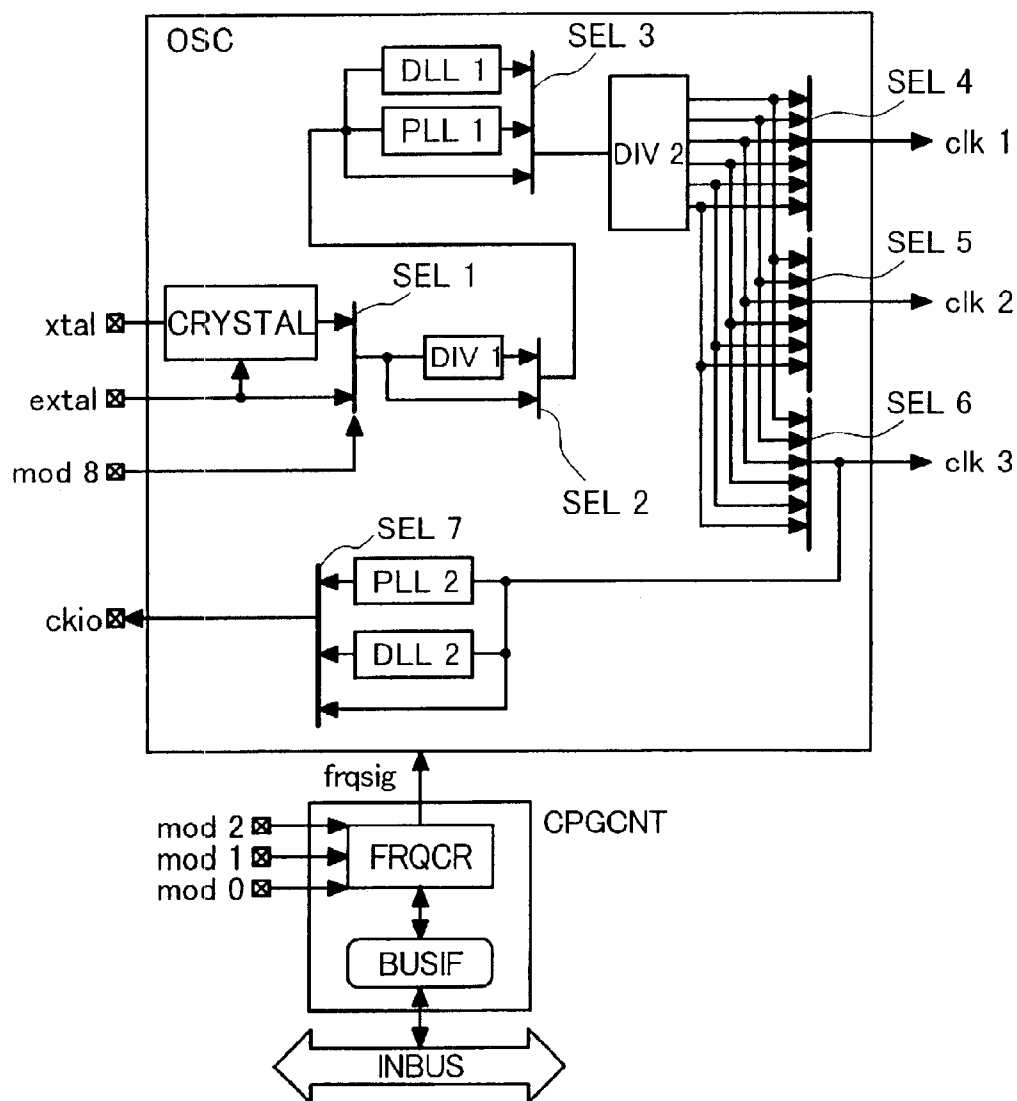 OSC
SEL 3
DLL 1
PLL 1
DIV 2
SEL 4
clk 1
SEL 5
clk 2
SEL 1
xtal
CRYSTAL
DIV 1
extal
SEL 6
clk 3
mod 8
SEL 2
SEL 7
PLL 2
ckio
DLL 2
frqsig
CPGCNT
mod 2
mod 1
FRQCR
mod 0
BUSIF
INBUS